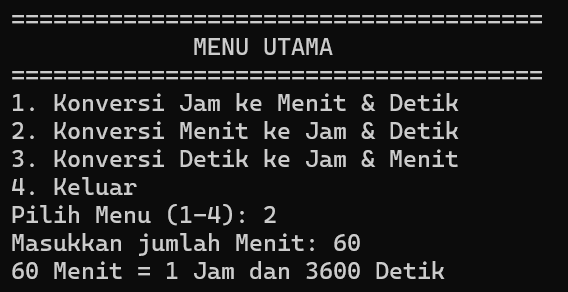 ======================================
MENU UTAMA
======================================
1. Konversi Jam ke Menit & Detik
2. Konversi Menit ke Jam & Detik
3. Konversi Detik ke Jam & Menit
4. Keluar
Pilih Menu (1-4): 2
Masukkan jumlah Menit: 60
60 Menit = 1 Jam dan 3600 Detik